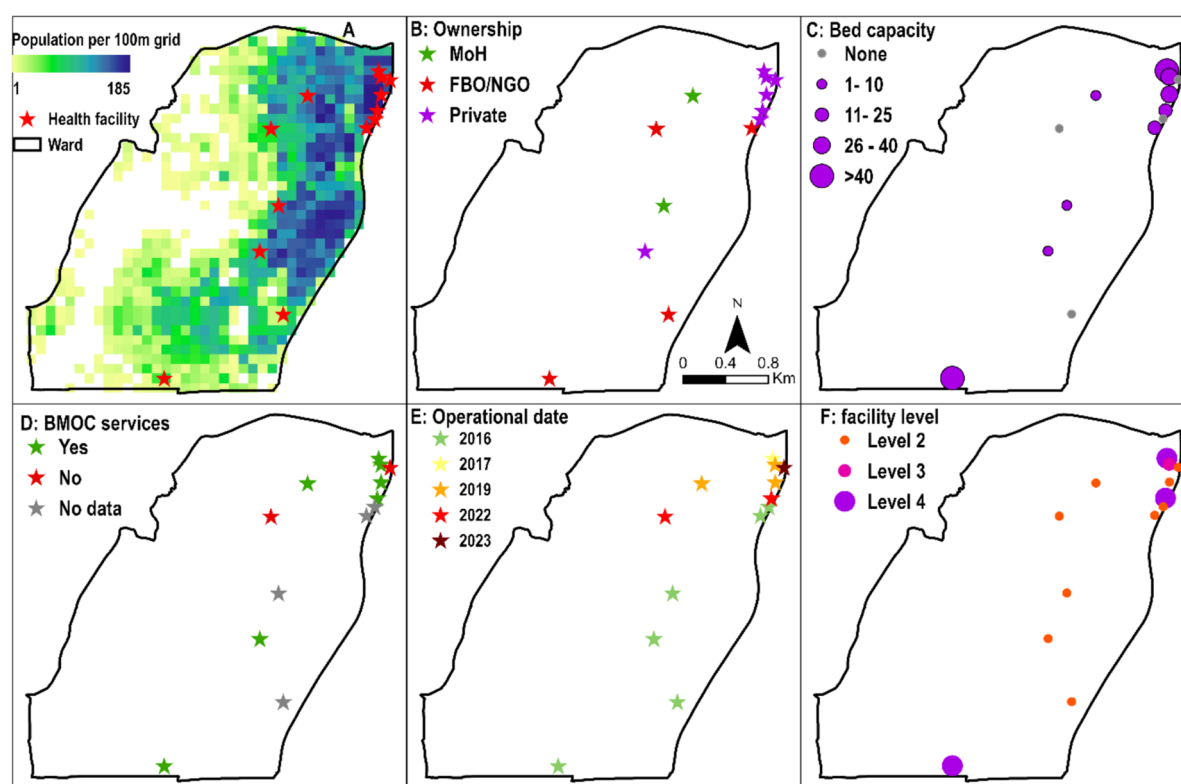 A
Population per 100m grid
1 185
Health facility
Ward
B: Ownership
MoH
FBO/NGO
Private
N
0 0.4 0.8
Km
C: Bed capacity
None
1- 10
11- 25
26 - 40
>40
D: BMOC services
Yes
No
No data
E: Operational date
2016
2017
2019
2022
2023
F: facility level
Level 2
Level 3
Level 4